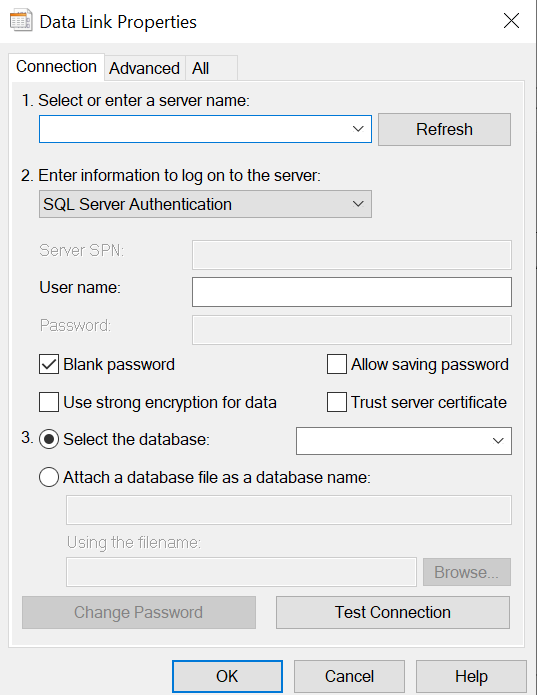 Data Link Properties
Connection Advanced All
1. Select or enter a server name:
Refresh
2. Enter information to log on to the server:
SQL Server Authentication
Server SPN:
User name:
Password:
Blank password Allow saving password
Use strong encryption for data Trust server certificate
3. Select the database:
Attach a database file as a database name:
Using the filename:
Browse...
Change Password Test Connection
OK Cancel Help